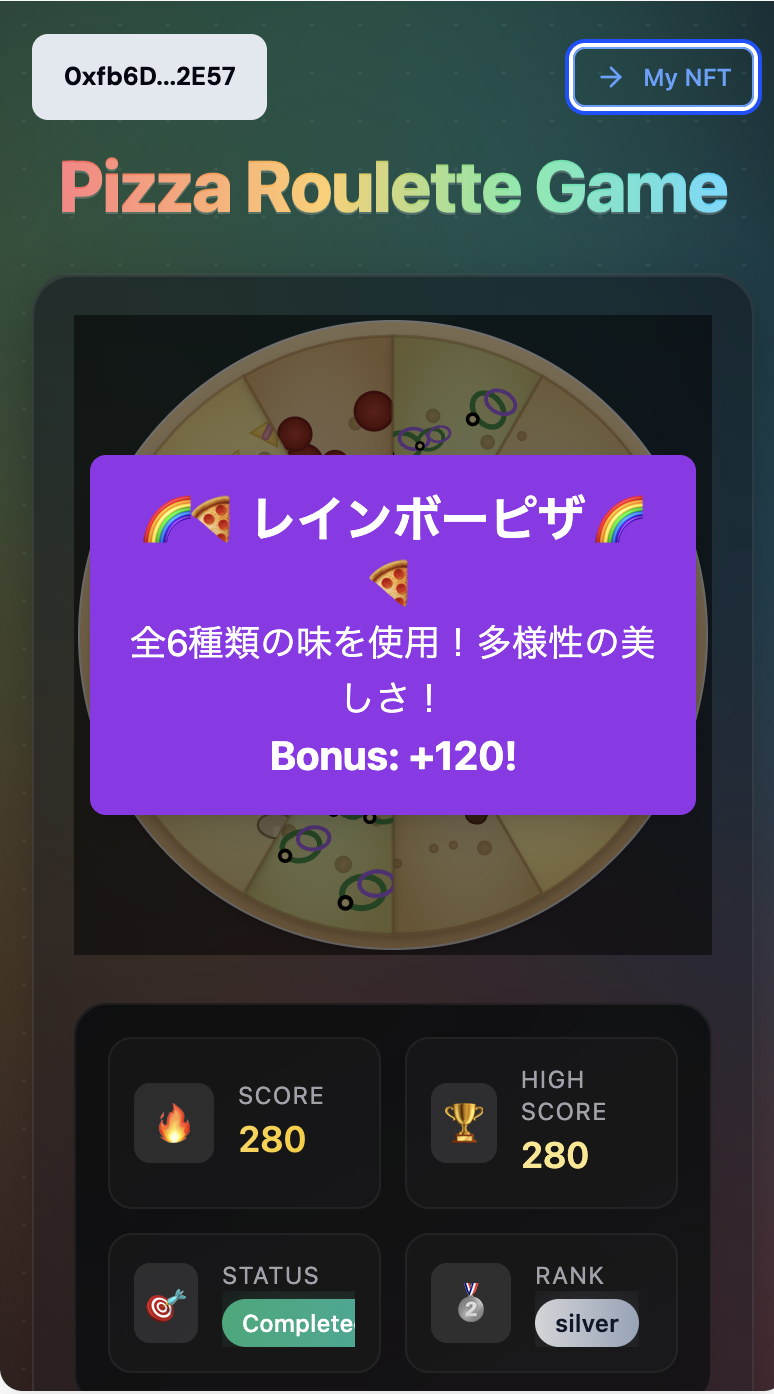 0xfb6D...2E57
My NFT
Pizza Roulette Game
🌈🍕 レインボーピザ 🌈
🍕
全6種類の味を使用！多様性の美
しさ！
Bonus: +120!
SCORE
280
HIGH
SCORE
280
STATUS
Complete
RANK
silver